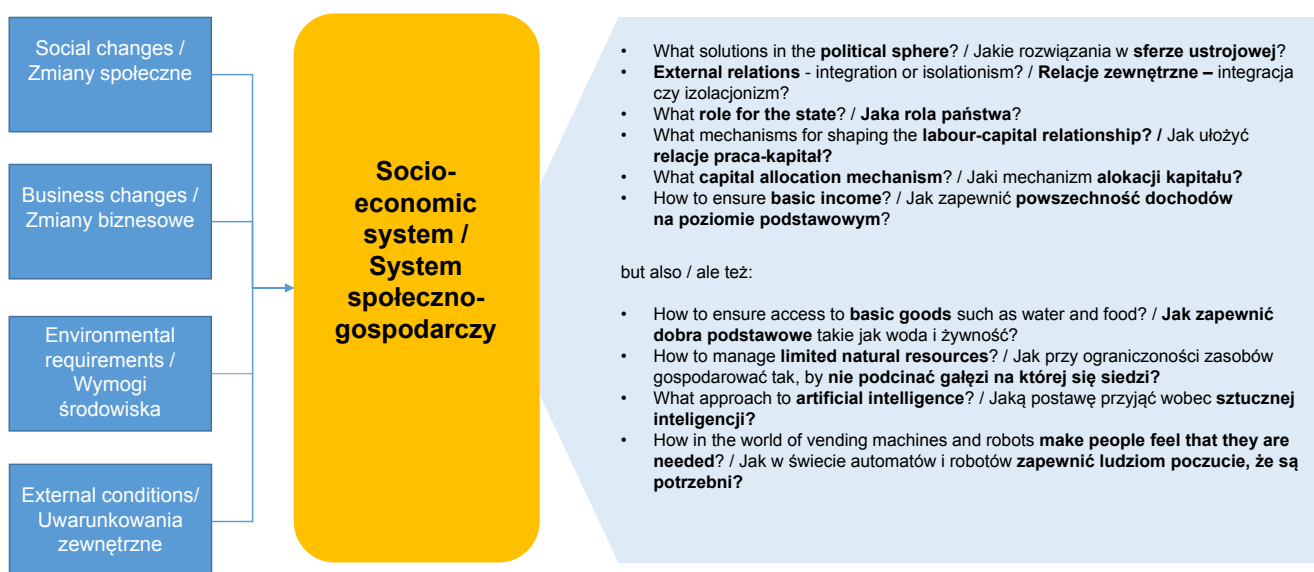 Social changes /
Zmiany społeczne
Business changes /
Zmiany biznesowe
Environmental
requirements /
Wymogi
środowiska
External conditions/
Uwarunkowania
zewnętrzne
Socio-
economic
system /
System
społeczno-
gospodarczy
• What solutions in the political sphere? / Jakie rozwiązania w sferze ustrojowej?
• External relations - integration or isolationism? / Relacje zewnętrzne – integracja
czy izolacjonizm?
• What role for the state? / Jaka rola państwa?
• What mechanisms for shaping the labour-capital relationship? / Jak ułożyć
relacje praca-kapitał?
• What capital allocation mechanism? / Jaki mechanizm alokacji kapitału?
• How to ensure basic income? / Jak zapewnić powszechność dochodów
na poziomie podstawowym?
but also / ale też:
• How to ensure access to basic goods such as water and food? / Jak zapewnić
dobra podstawowe takie jak woda i żywność?
• How to manage limited natural resources? / Jak przy ograniczoności zasobów
gospodarować tak, by nie podcinać gałęzi na której się siedzi?
• What approach to artificial intelligence? / Jaką postawę przyjąć wobec sztucznej
inteligencji?
• How in the world of vending machines and robots make people feel that they are
needed? / Jak w świecie automatów i robotów zapewnić ludziom poczucie, że są
potrzebni?